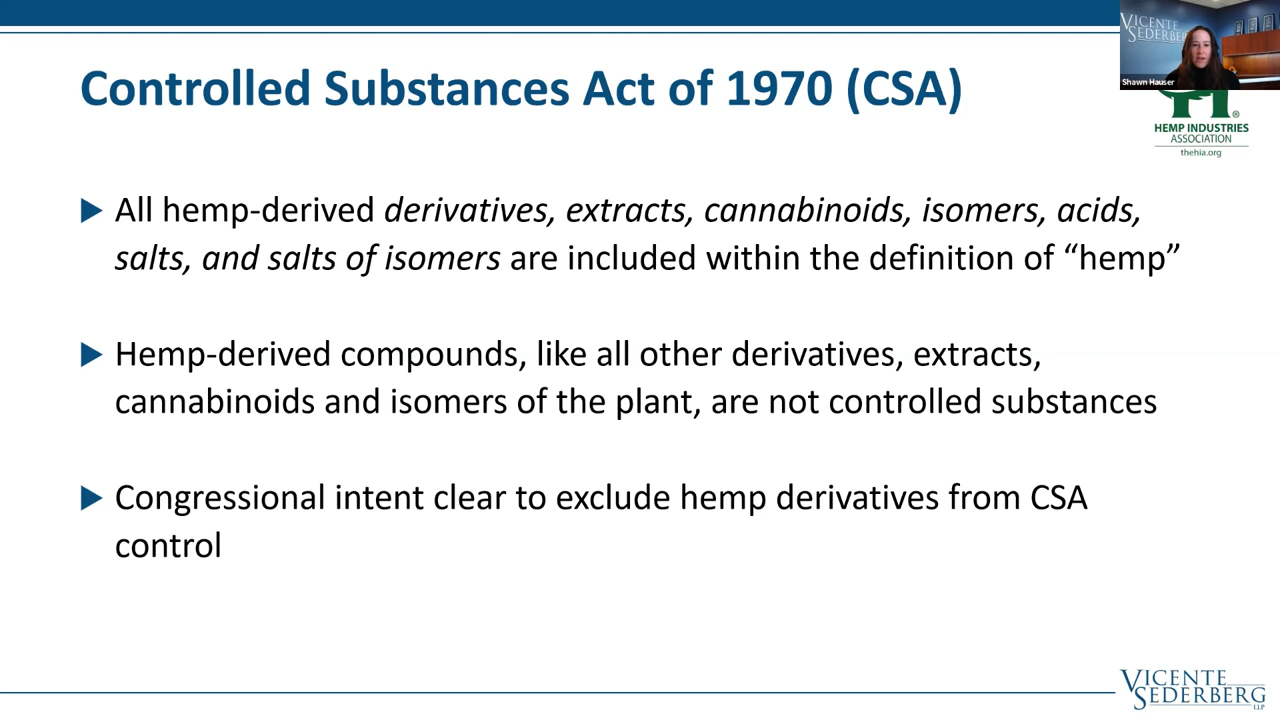 Controlled Substances Act of 1970 (CSA)
VICENTE
SEDERBERG
Shawn Hauser
®
HEMP INDUSTRIES
ASSOCIATION
thehia.org
All hemp-derived derivatives, extracts, cannabinoids, isomers, acids,
salts, and salts of isomers are included within the definition of “hemp”
Hemp-derived compounds, like all other derivatives, extracts,
cannabinoids and isomers of the plant, are not controlled substances
Congressional intent clear to exclude hemp derivatives from CSA
control
VICENTE
SEDERBERG
LLP